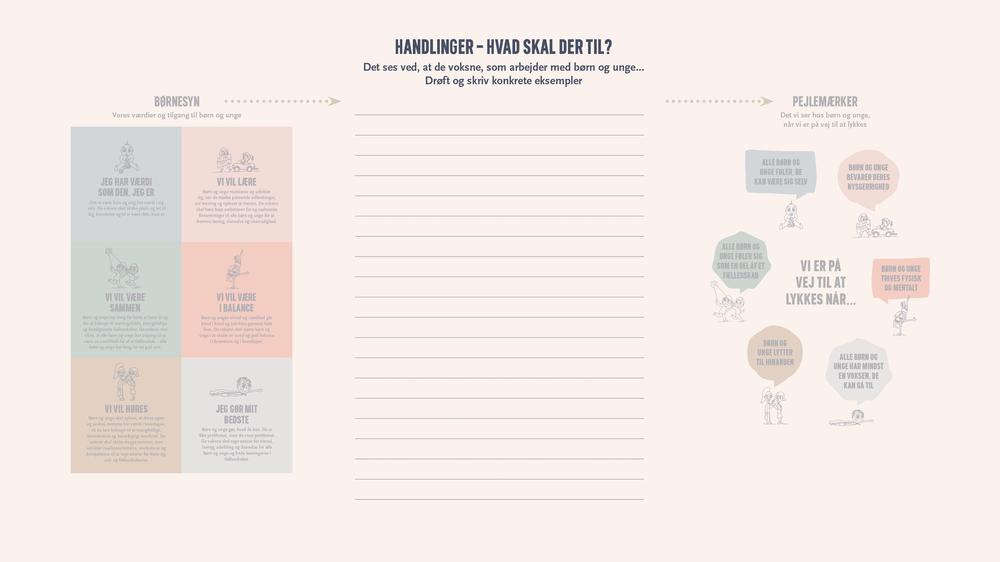 HANDLINGER – HVAD SKAL DER TIL?
Det ses ved, at de voksne, som arbejder med børn og unge...
Drøft og skriv konkrete eksempler
BØRNESYN
Vores værdier og tilgang til børn og unge
JEG HAR VÆRDI
SOM DEN, JEG ER
Det at være barn og ung har værdi i sig
selv. De voksne skal skabe plads og tid til
leg, kreativitet og til at være den, man er.
VI VIL LÆRE
Børn og unge motiveres og udvikler
sig, når de møder passende udfordringer,
ser mening og oplever at mestre. De voksne
skal have høje ambitioner for og realistiske
forventninger til alle børn og unge for at
fremme læring, dannelse og chancelighed.
VI VIL VÆRE
SAMMEN
Børn og unge har brug for både at høre til og
for at bidrage til meningsfulde, mangfoldige
og forpligtende fællesskaber. De voksne skal
sikre, at alle børn og unge har adgang til at
være en værdifuld del af et fællesskab – alle
børn og unge har brug for en god ven.
VI VIL VÆRE
I BALANCE
Børn og unges trivsel og sundhed går
hånd i hånd og udvikles gennem hele
livet. De voksne skal støtte børn og
unge i at skabe en sund og god balance
i tilværelsen og i hverdagen.
VI VIL HØRES
Børn og unge skal opleve, at deres egen
og andres stemme har værdi i hverdagen,
så de kan bidrage til et mangfoldigt,
demokratisk og bæredygtigt samfund. De
voksne skal skabe trygge rammer, som
udvikler medbestemmelse, medansvar og
kompetence til at tage ansvar for både sig
selv og fællesskaberne.
JEG GØR MIT
BEDSTE
Børn og unge gør, hvad de kan. De er
ikke problemet, men de viser problemet.
De voksne skal tage ansvar for trivsel,
læring, udvikling og dannelse for alle
børn og unge og finde løsningerne i
fællesskabet.
PEJLEMÆRKER
Det vi ser hos børn og unge,
når vi er på vej til at lykkes
ALLE BØRN OG
UNGE FØLER, DE
KAN VÆRE SIG SELV
BØRN OG UNGE
BEVARER DERES
NYSGERRIGHED
ALLE BØRN OG
UNGE FØLER SIG
SOM EN DEL AF ET
FÆLLESSKAB
VI ER PÅ
VEJ TIL AT
LYKKES NÅR...
BØRN OG UNGE
TRIVES FYSISK
OG MENTALT
BØRN OG
UNGE LYTTER
TIL HINANDEN
ALLE BØRN OG
UNGE HAR MINDST
EN VOKSEN, DE
KAN GÅ TIL